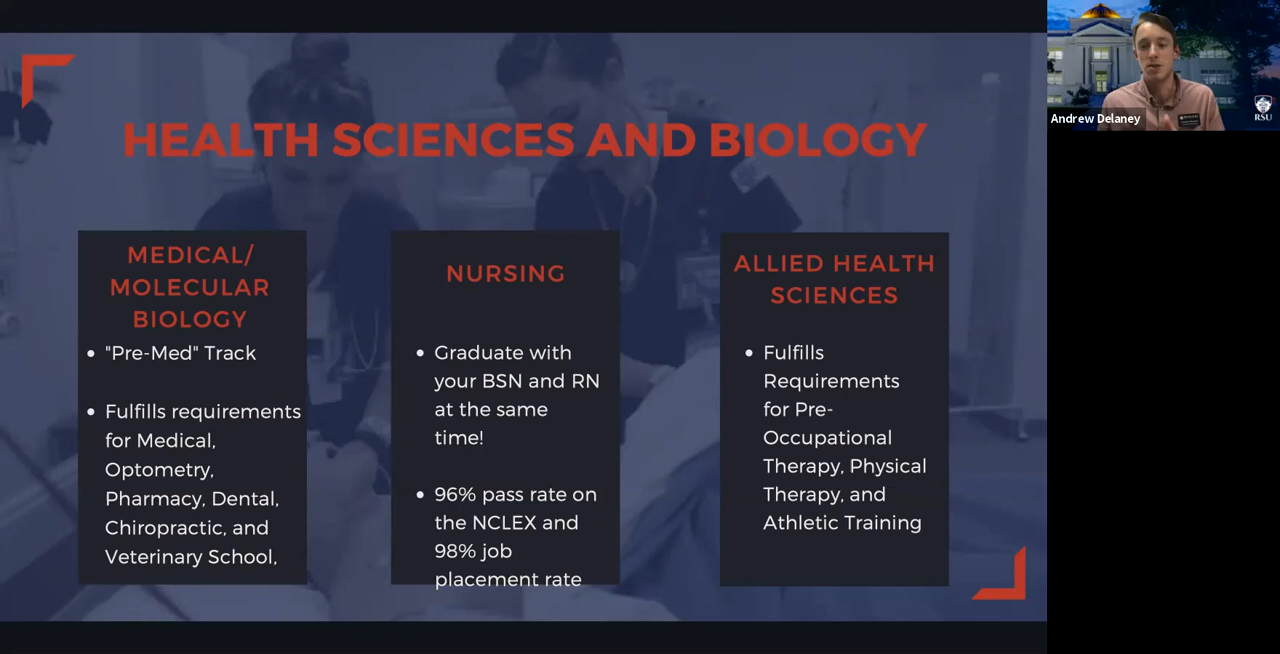 HEALTH SCIENCES AND BIOLOGY
MEDICAL/
MOLECULAR
BIOLOGY
• "Pre-Med" Track
• Fulfills requirements
for Medical,
Optometry,
Pharmacy, Dental,
Chiropractic, and
Veterinary School,
NURSING
• Graduate with
your BSN and RN
at the same
time!
• 96% pass rate on
the NCLEX and
98% job
placement rate
ALLIED HEALTH
SCIENCES
• Fulfills
Requirements
for Pre-
Occupational
Therapy, Physical
Therapy, and
Athletic Training
Andrew Delaney
RSU